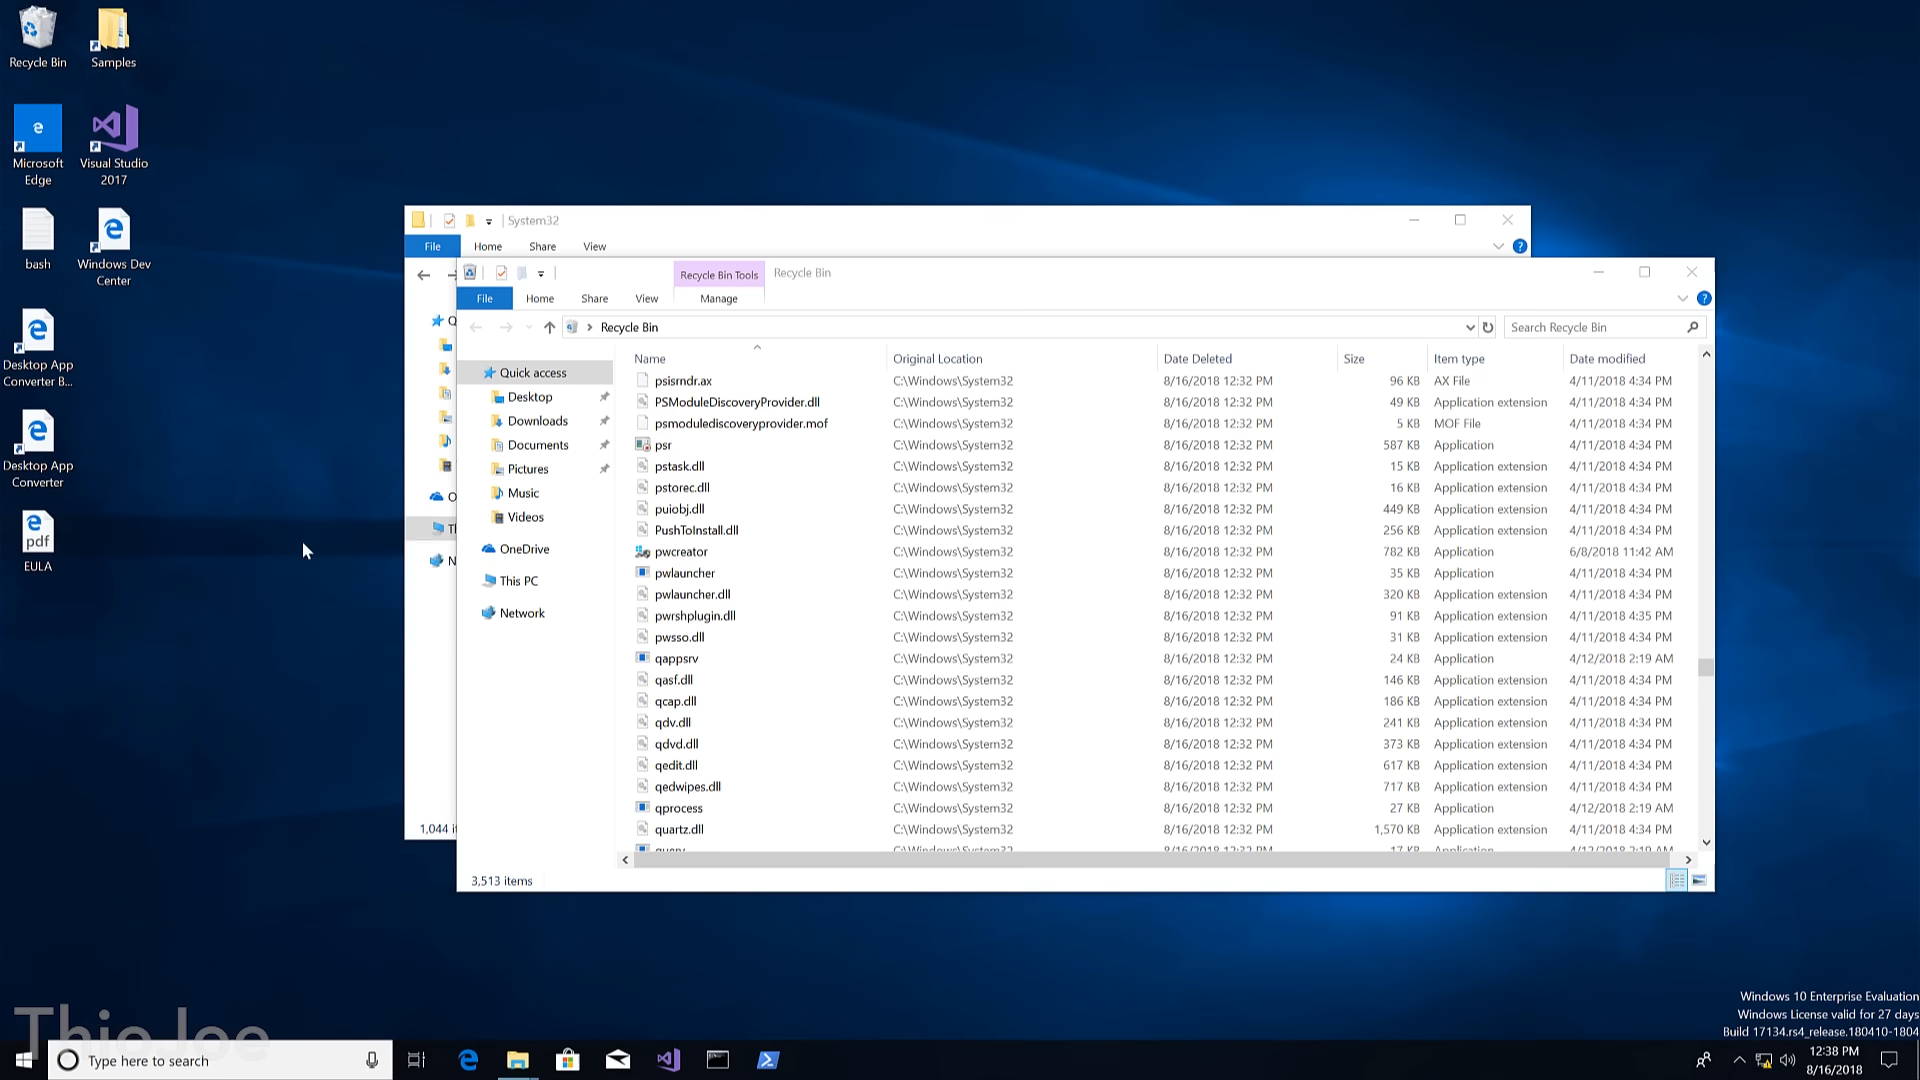 Recycle Bin
Samples
Microsoft Edge
Visual Studio 2017
bash
Windows Dev Center
Desktop App Converter B...
Desktop App Converter
pdf
EULA
System32
File Home Share View
Recycle Bin Tools Recycle Bin
File Home Share View Manage
Recycle Bin
Search Recycle Bin
Quick access
Desktop
Downloads
Documents
Pictures
Music
Videos
OneDrive
This PC
Network
Name Original Location Date Deleted Size Item type Date modified
psisrndr.ax C:\Windows\System32 8/16/2018 12:32 PM 96 KB AX File 4/11/2018 4:34 PM
PSModuleDiscoveryProvider.dll C:\Windows\System32 8/16/2018 12:32 PM 49 KB Application extension 4/11/2018 4:34 PM
psmodulediscoveryprovider.mof C:\Windows\System32 8/16/2018 12:32 PM 5 KB MOF File 4/11/2018 4:34 PM
psr C:\Windows\System32 8/16/2018 12:32 PM 587 KB Application 4/11/2018 4:34 PM
pstask.dll C:\Windows\System32 8/16/2018 12:32 PM 15 KB Application extension 4/11/2018 4:34 PM
pstorec.dll C:\Windows\System32 8/16/2018 12:32 PM 16 KB Application extension 4/11/2018 4:34 PM
puiobj.dll C:\Windows\System32 8/16/2018 12:32 PM 449 KB Application extension 4/11/2018 4:34 PM
PushToInstall.dll C:\Windows\System32 8/16/2018 12:32 PM 256 KB Application extension 4/11/2018 4:34 PM
pwcreator C:\Windows\System32 8/16/2018 12:32 PM 782 KB Application 6/8/2018 11:42 AM
pwlauncher C:\Windows\System32 8/16/2018 12:32 PM 35 KB Application 4/11/2018 4:34 PM
pwlauncher.dll C:\Windows\System32 8/16/2018 12:32 PM 320 KB Application extension 4/11/2018 4:34 PM
pwrshplugin.dll C:\Windows\System32 8/16/2018 12:32 PM 91 KB Application extension 4/11/2018 4:35 PM
pwsso.dll C:\Windows\System32 8/16/2018 12:32 PM 31 KB Application extension 4/11/2018 4:34 PM
qappsrv C:\Windows\System32 8/16/2018 12:32 PM 24 KB Application 4/12/2018 2:19 AM
qasf.dll C:\Windows\System32 8/16/2018 12:32 PM 146 KB Application extension 4/11/2018 4:34 PM
qcap.dll C:\Windows\System32 8/16/2018 12:32 PM 186 KB Application extension 4/11/2018 4:34 PM
qdv.dll C:\Windows\System32 8/16/2018 12:32 PM 241 KB Application extension 4/11/2018 4:34 PM
qdvd.dll C:\Windows\System32 8/16/2018 12:32 PM 373 KB Application extension 4/11/2018 4:34 PM
qedit.dll C:\Windows\System32 8/16/2018 12:32 PM 617 KB Application extension 4/11/2018 4:34 PM
qedwipes.dll C:\Windows\System32 8/16/2018 12:32 PM 717 KB Application extension 4/11/2018 4:34 PM
qprocess C:\Windows\System32 8/16/2018 12:32 PM 27 KB Application 4/12/2018 2:19 AM
quartz.dll C:\Windows\System32 8/16/2018 12:32 PM 1,570 KB Application extension 4/11/2018 4:34 PM
1,044
3,513 items
Windows 10 Enterprise Evaluation
Windows License valid for 27 days
Build 17134.rs4_release.180410-1804
ThioJoe
Type here to search
12:38 PM
8/16/2018